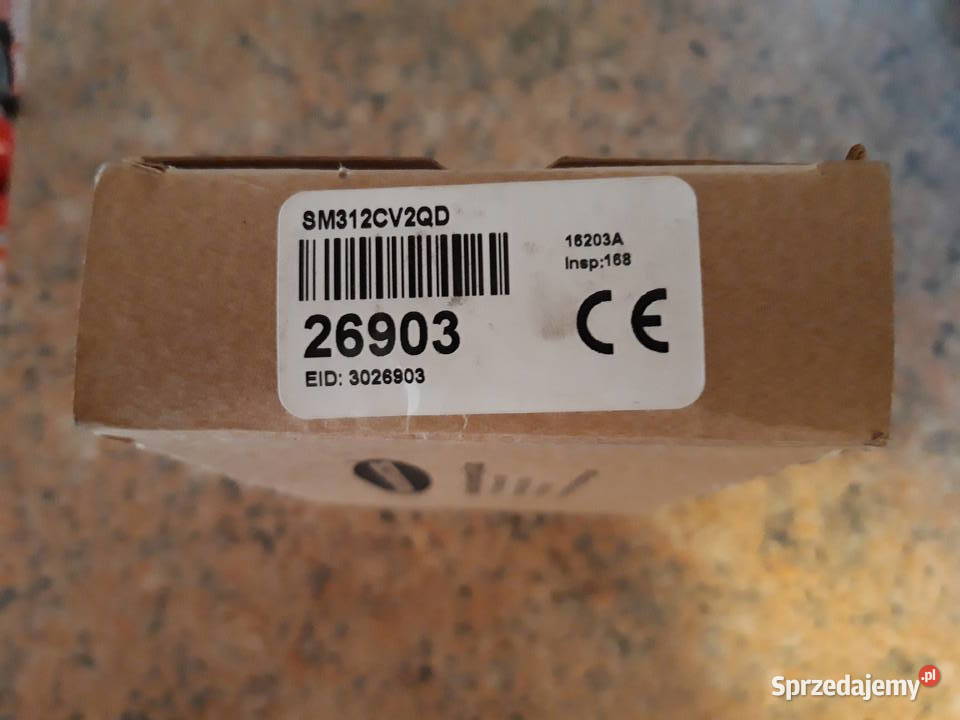 SM312CV2QD
16203A
Insp:168
26903
EID: 3026903
CE
Sprzedajemy.pl